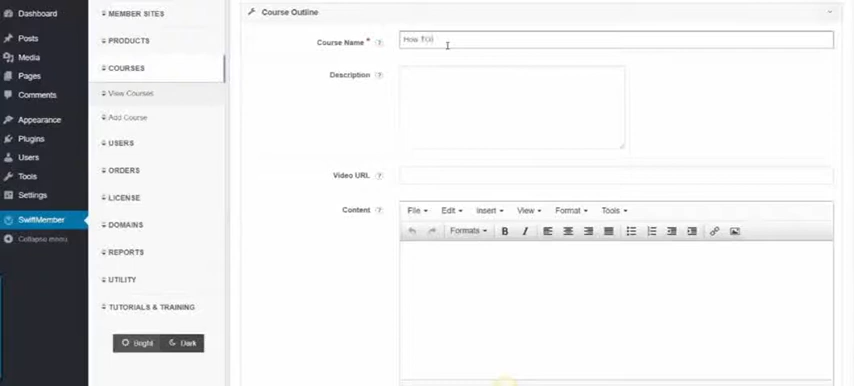 Dashboard
Posts
Media
Pages
Comments
Appearance
Plugins
Users
Tools
Settings
SwiftMember
Collapse menu
MEMBER SITES
PRODUCTS
COURSES
View Courses
Add Course
USERS
ORDERS
LICENSE
DOMAINS
REPORTS
UTILITY
TUTORIALS & TRAINING
Bright Dark
Course Outline
Course Name * ?
Description ?
Video URL ?
Content ?
File Edit Insert View Format Tools
Formats B I